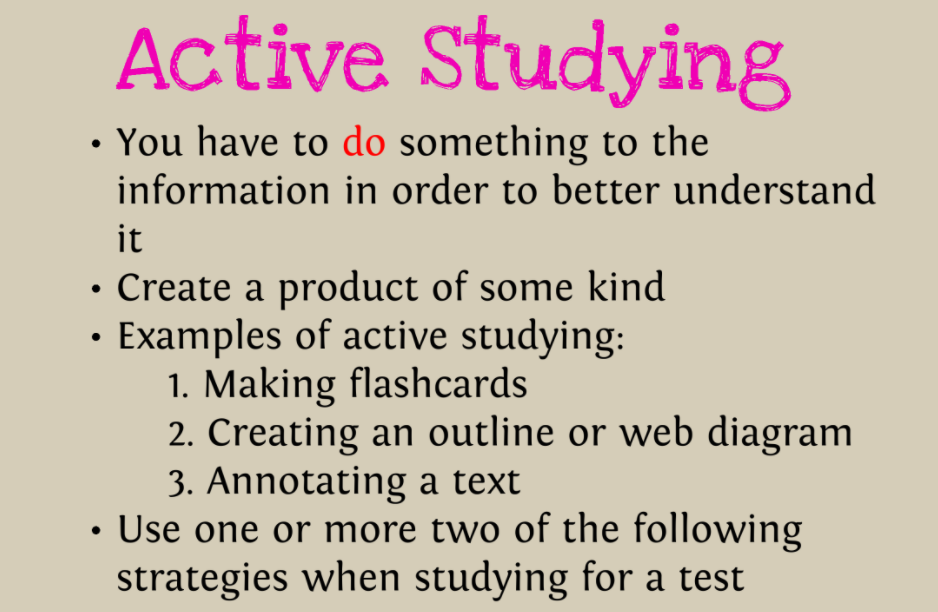 Active Studying
• You have to do something to the
information in order to better understand
it
• Create a product of some kind
• Examples of active studying:
1. Making flashcards
2. Creating an outline or web diagram
3. Annotating a text
• Use one or more two of the following
strategies when studying for a test